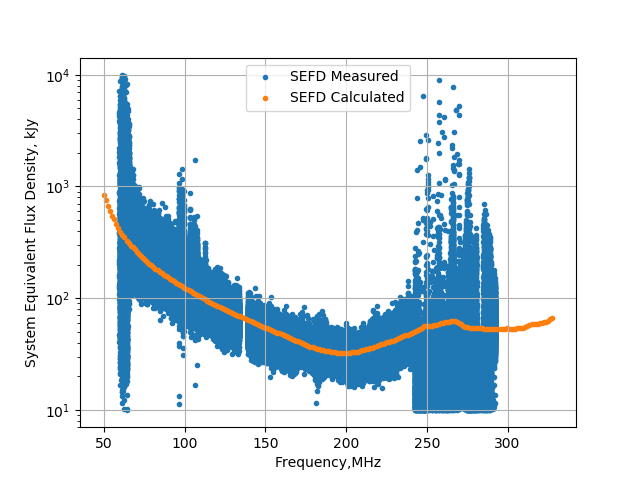 SEFD Measured
SEFD Calculated
System Equivalent Flux Density, kJy
10⁴
10³
10²
10¹
50 100 150 200 250 300
Frequency,MHz